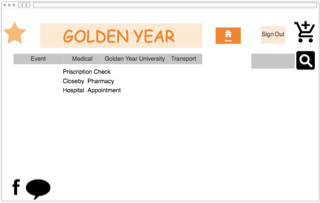 GOLDEN YEAR
Sign Out
Event Medical Golden Year University Transport
Priscription Check
Closeby Pharmacy
Hospital Appointment
f